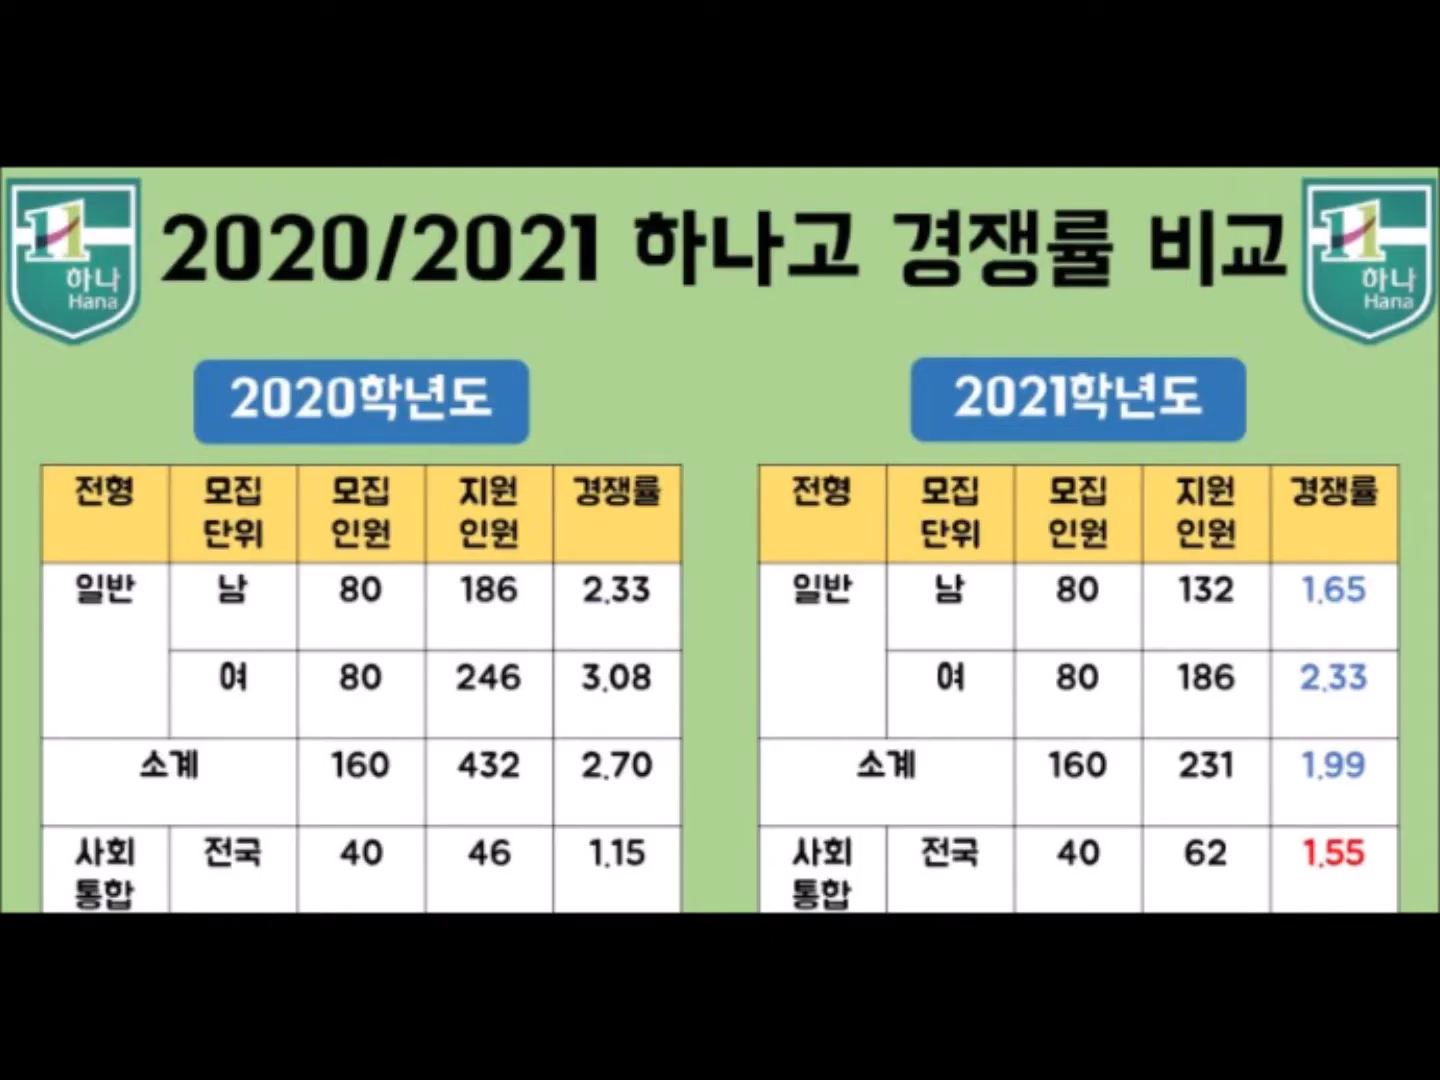 하나
Hana
2020/2021 하나고 경쟁률 비교
하나
Hana
2020학년도
전형 모집단위 모집인원 지원인원 경쟁률
일반 남 80 186 2.33
여 80 246 3.08
소계 160 432 2.70
사회통합 전국 40 46 1.15
2021학년도
전형 모집단위 모집인원 지원인원 경쟁률
일반 남 80 132 1.65
여 80 186 2.33
소계 160 231 1.99
사회통합 전국 40 62 1.55